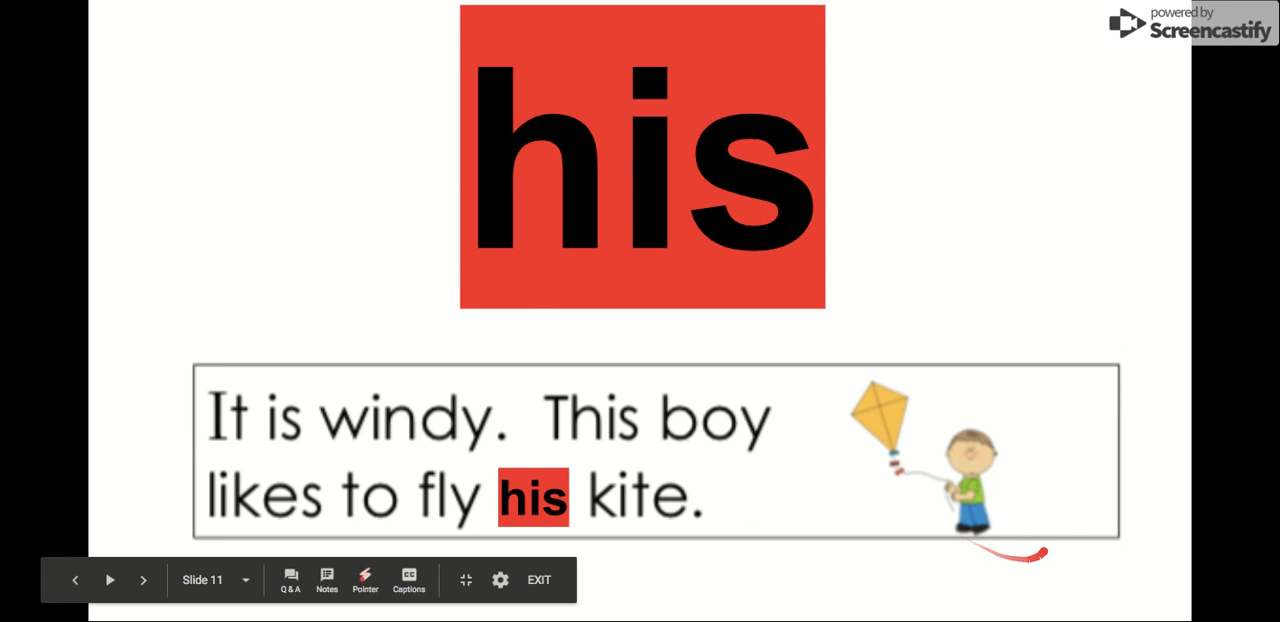 powered by
Screencastify
his
It is windy. This boy
likes to fly his kite.
Slide 11
Q & A
Notes
Pointer
CC
Captions
EXIT